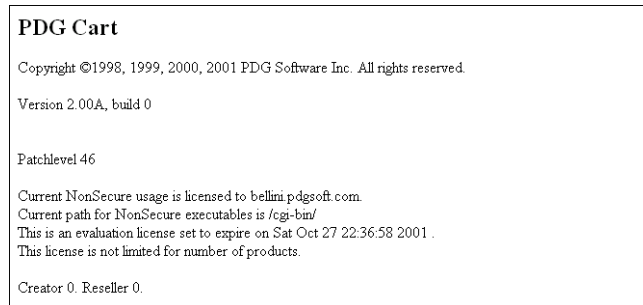 PDG Cart
Copyright ©1998, 1999, 2000, 2001 PDG Software Inc. All rights reserved.
Version 2.00A, build 0
Patchlevel 46
Current NonSecure usage is licensed to bellini.pdgsoft.com.
Current path for NonSecure executables is /cgi-bin/
This is an evaluation license set to expire on Sat Oct 27 22:36:58 2001 .
This license is not limited for number of products.
Creator 0. Reseller 0.